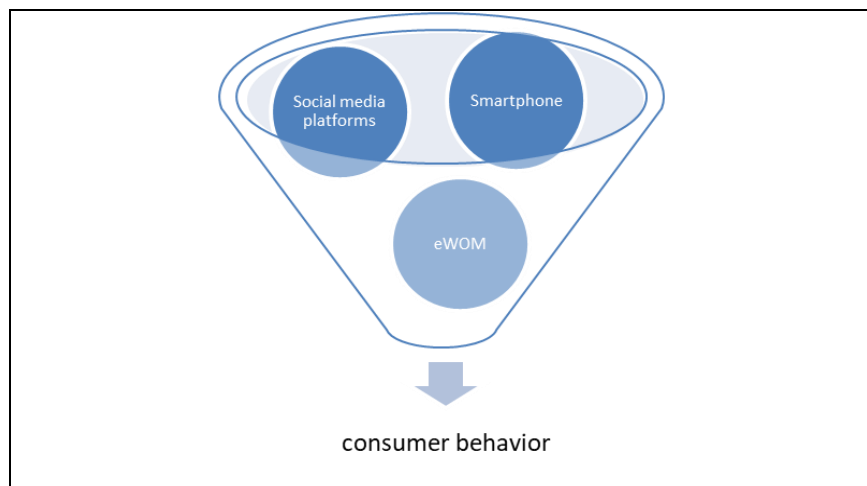 Social media
platforms
Smartphone
eWOM
consumer behavior